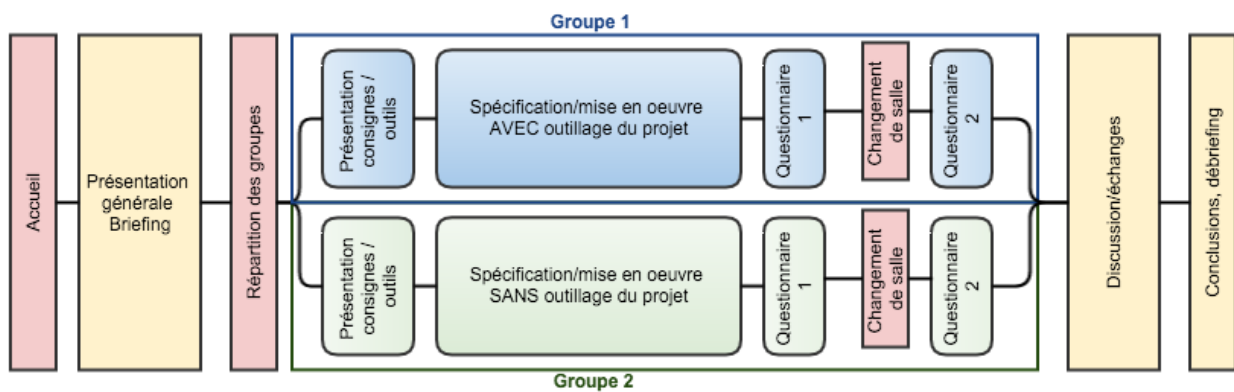 Groupe 1
Accueil
Présentation
générale
Briefing
Répartition des groupes
Présentation
consignes /
outils
Spécification/mise en oeuvre
AVEC outillage du projet
Questionnaire
1
Changement
de salle
Questionnaire
2
Présentation
consignes /
outils
Spécification/mise en oeuvre
SANS outillage du projet
Questionnaire
1
Changement
de salle
Questionnaire
2
Discussion/échanges
Conclusions, débriefing
Groupe 2